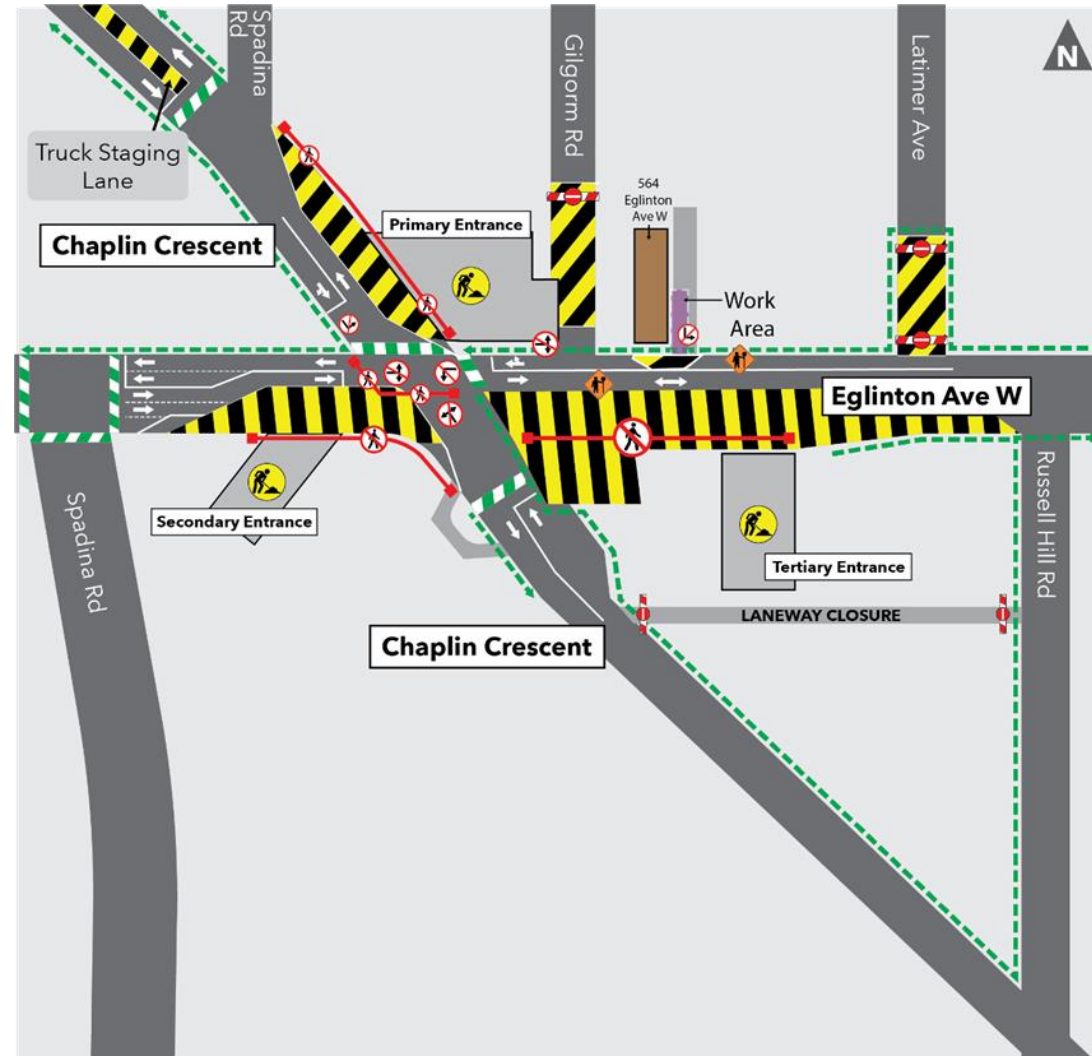 Spadina
Rd
Gilgorm Rd
Latimer Ave
N
Truck Staging
Lane
564
Eglinton
Ave W
Primary Entrance
Chaplin Crescent
Work
Area
Eglinton Ave W
Spadina Rd
Secondary Entrance
Russell Hill Rd
Tertiary Entrance
LANEWAY CLOSURE
Chaplin Crescent